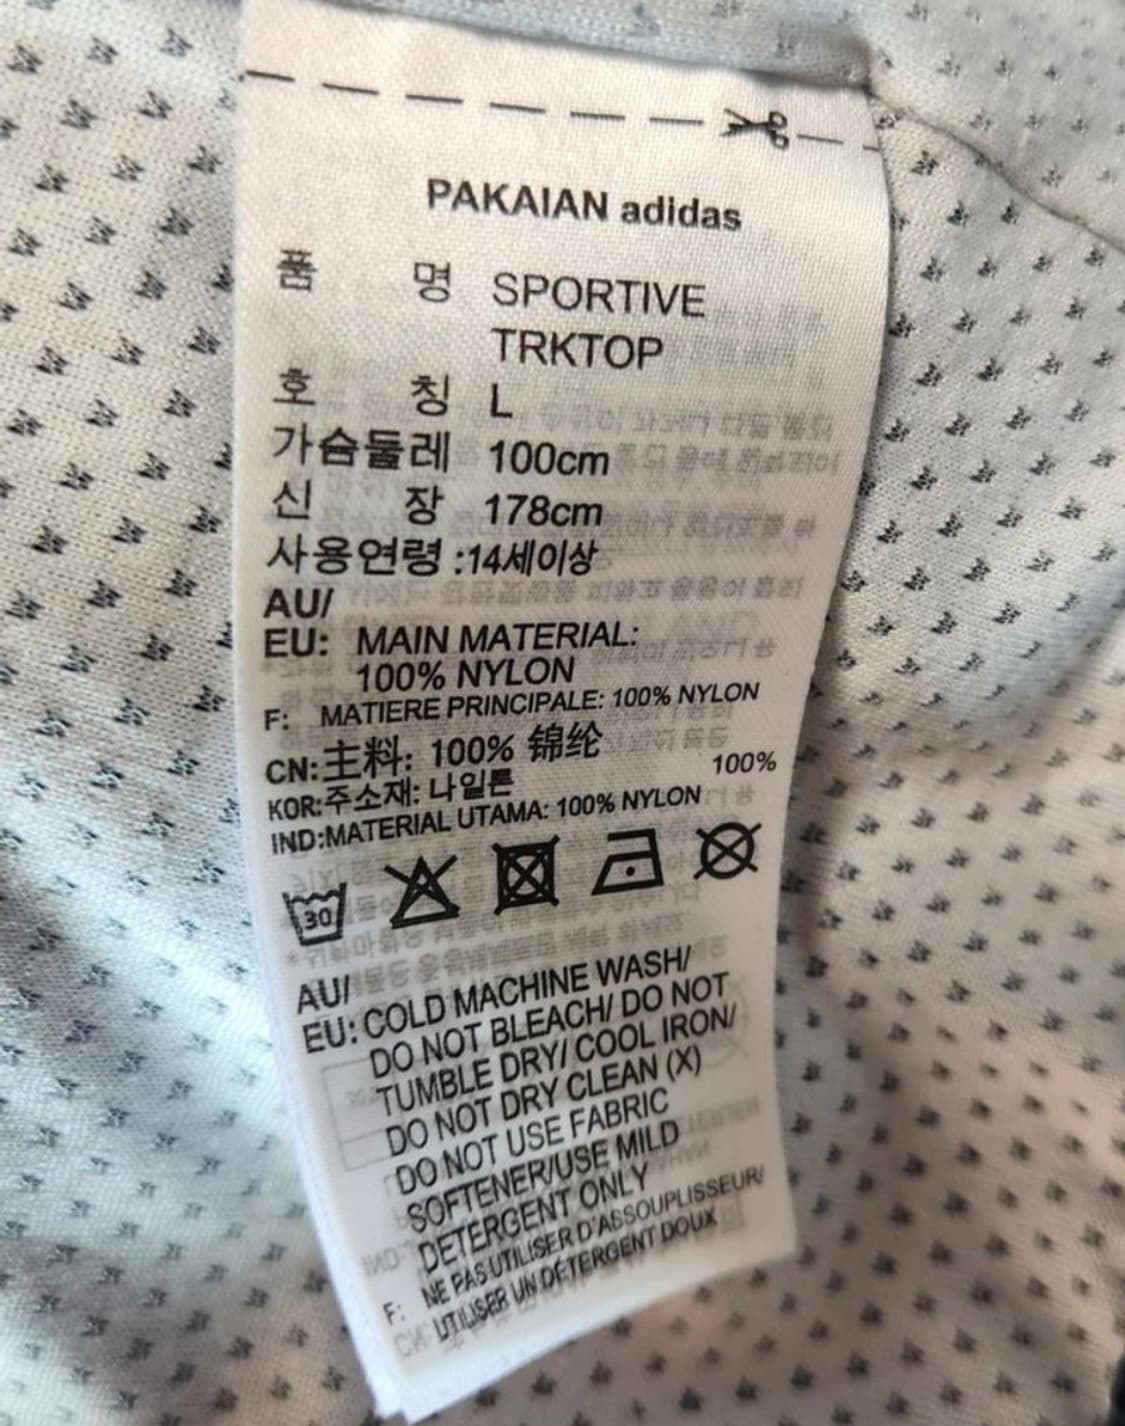 PAKAIAN adidas
품 명 SPORTIVE
TRKTOP
호 칭 L
가슴둘레 100cm
신 장 178cm
사용연령 :14세이상
AU/
EU: MAIN MATERIAL:
100% NYLON
F: MATIERE PRINCIPALE: 100% NYLON
CN:主料: 100% 锦纶
KOR:주소재: 나일론 100%
IND:MATERIAL UTAMA: 100% NYLON
30
AU/
EU: COLD MACHINE WASH/
DO NOT BLEACH/ DO NOT
TUMBLE DRY/ COOL IRON/
DO NOT DRY CLEAN (X)
DO NOT USE FABRIC
SOFTENER/USE MILD
DETERGENT ONLY
F: NE PAS UTILISER D'ASSOUPLISSEUR/
UTILISER UN DÉTERGENT DOUX
CN: